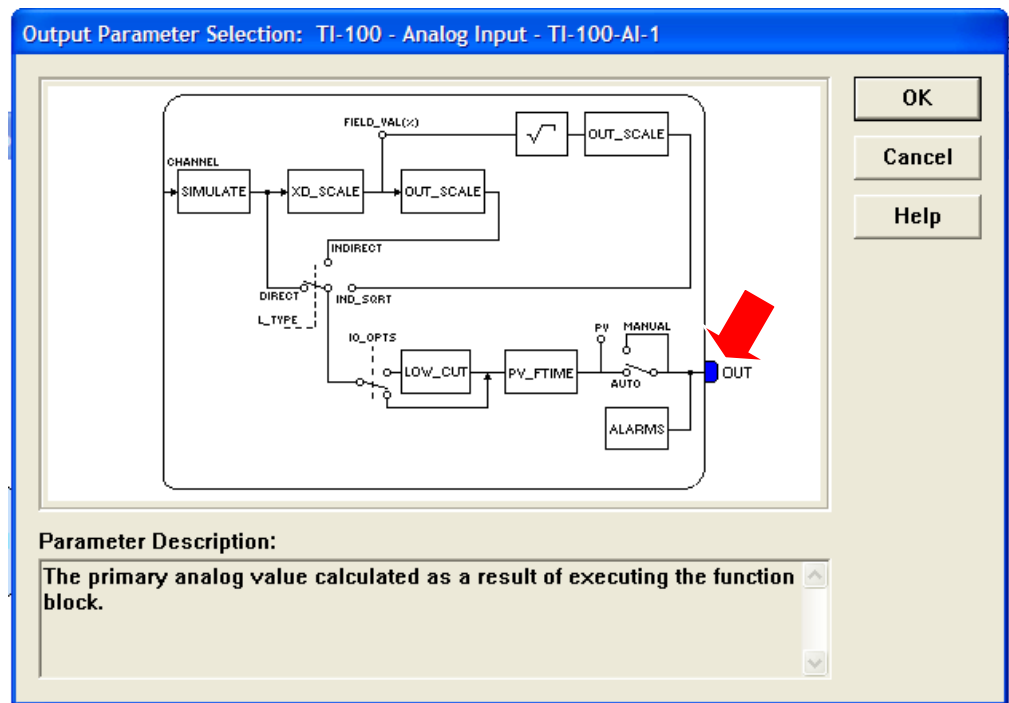 Output Parameter Selection: TI-100 - Analog Input - TI-100-AI-1
OK
Cancel
Help
FIELD_VAL(%)
√
OUT_SCALE
CHANNEL
SIMULATE
XD_SCALE
OUT_SCALE
INDIRECT
DIRECT
IND_SQRT
L_TYPE
IO_OPTS
LOW_CUT
PV_FTIME
PV
MANUAL
AUTO
OUT
ALARMS
Parameter Description:
The primary analog value calculated as a result of executing the function
block.